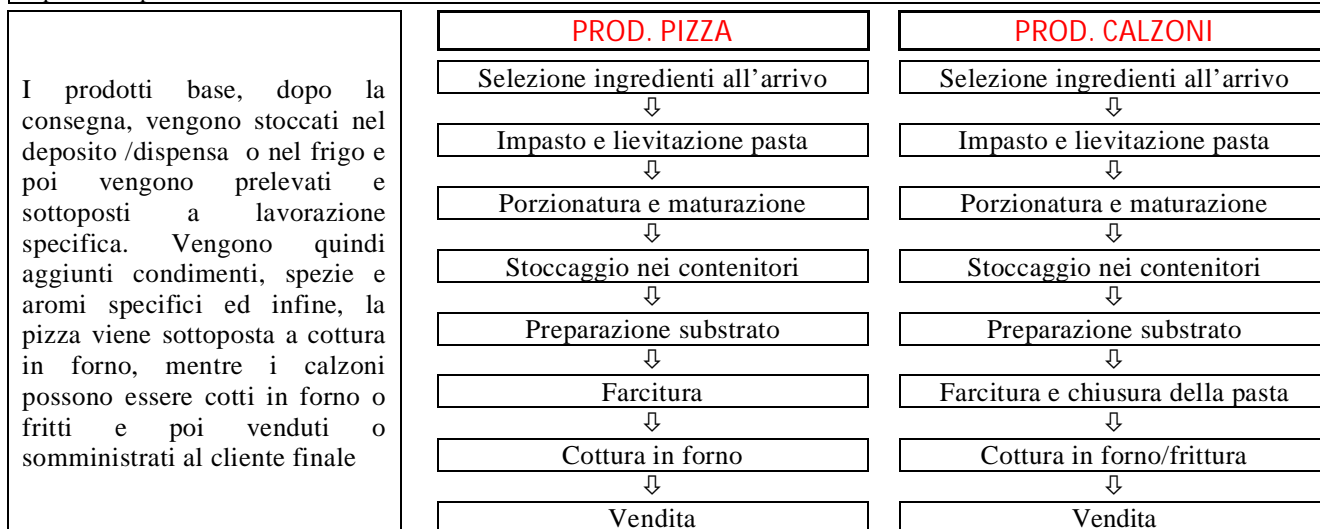 I prodotti base, dopo la
consegna, vengono stoccati nel
deposito /dispensa o nel frigo e
poi vengono prelevati e
sottoposti a lavorazione
specifica. Vengono quindi
aggiunti condimenti, spezie e
aromi specifici ed infine, la
pizza viene sottoposta a cottura
in forno, mentre i calzoni
possono essere cotti in forno o
fritti e poi venduti o
somministrati al cliente finale
PROD. PIZZA
Selezione ingredienti all’arrivo
⇩
Impasto e lievitazione pasta
⇩
Porzionatura e maturazione
⇩
Stoccaggio nei contenitori
⇩
Preparazione substrato
⇩
Farcitura
⇩
Cottura in forno
⇩
Vendita
PROD. CALZONI
Selezione ingredienti all’arrivo
⇩
Impasto e lievitazione pasta
⇩
Porzionatura e maturazione
⇩
Stoccaggio nei contenitori
⇩
Preparazione substrato
⇩
Farcitura e chiusura della pasta
⇩
Cottura in forno/frittura
⇩
Vendita